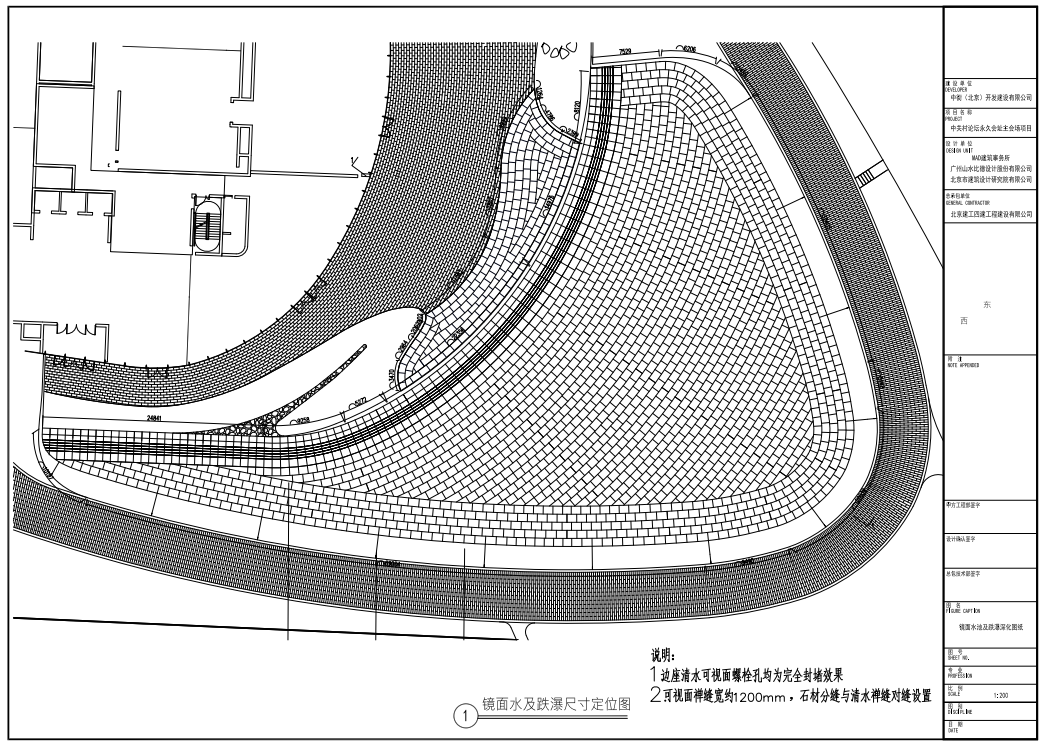 7529
6206
24841
9258
5272
镜面水及跌瀑尺寸定位图
1
说明:
1 边座清水可视面螺栓孔均为完全封堵效果
2 可视面禅缝宽约1200mm，石材分缝与清水禅缝对缝设置
建 设 单 位
DEVELOPER
中街（北京）开发建设有限公司
项 目 名 称
PROJECT
中关村论坛永久会址主会场项目
设 计 单 位
DESIGN UNIT
MAD建筑事务所
广州山水比德设计股份有限公司
北京市建筑设计研究院有限公司
总承包单位
GENERAL CONTRACTOR
北京建工四建工程建设有限公司
东
西
附 注
NOTE APPENDED
甲方工程部签字
设计确认签字
总包技术部签字
图 名
FIGURE CAPTION
镜面水池及跌瀑深化图纸
图 号
SHEET NO.
专 业
PROFESSION
比 例
SCALE
1:200
图 别
DISCIPLINE
日 期
DATE